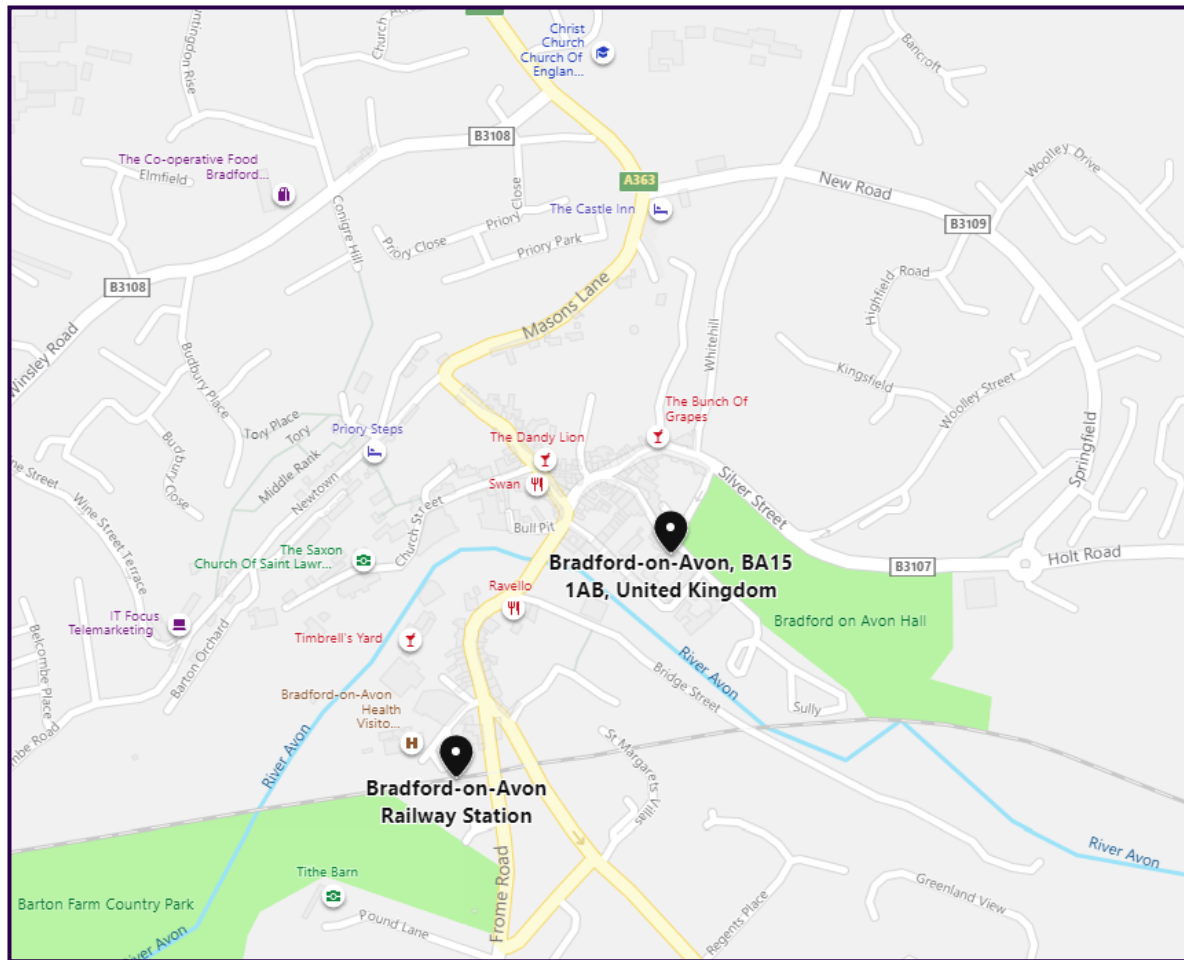 Christ
Church
Church Of
Englan...
Bancroft
B3108
The Co-operative Food
Bradford...
Elmfield
A363
The Castle Inn
New Road
Woolley Drive
B3109
Priory Close
Priory Close
Priory Park
Conigre Hill
B3108
Highfield Road
Masons Lane
Winsley Road
Whitehill
Budbury Place
Kingsfield
Woolley Street
Tory Place
Tory
Priory Steps
The Bunch Of
Grapes
The Dandy Lion
Budbury Close
Middle Rank
Springfield
Newtown
Swan
Silver Street
Wine Street
Wine Street Terrace
Church Street
Bull Pit
The Saxon
Church Of Saint Lawr...
Bradford-on-Avon, BA15
1AB, United Kingdom
B3107
Holt Road
Ravello
IT Focus
Telemarketing
Timbrell's Yard
Bradford on Avon Hall
Belcombe Place
Barton Orchard
River Avon
Bridge Street
Bradford-on-Avon
Health
Visito...
Sully
River Avon
St Margarets Villas
Bradford-on-Avon
Railway Station
River Avon
Tithe Barn
Frome Road
Greenland View
Barton Farm Country Park
Pound Lane
Regents Place
River Avon